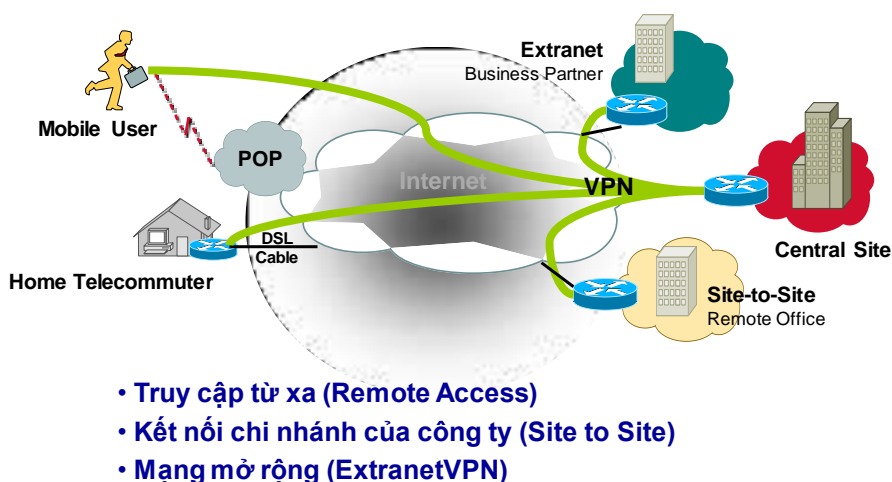 Extranet
Business Partner
Mobile User
POP
Internet
VPN
DSL
Cable
Central Site
Home Telecommuter
Site-to-Site
Remote Office
• Truy cập từ xa (Remote Access)
• Kết nối chi nhánh của công ty (Site to Site)
• Mạng mở rộng (ExtranetVPN)